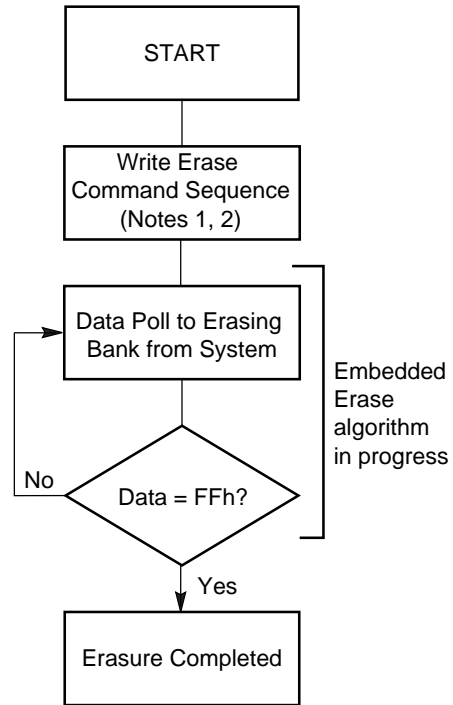 START
Write Erase
Command Sequence
(Notes 1, 2)
Data Poll to Erasing
Bank from System
Embedded
Erase
algorithm
in progress
No
Data = FFh?
Yes
Erasure Completed